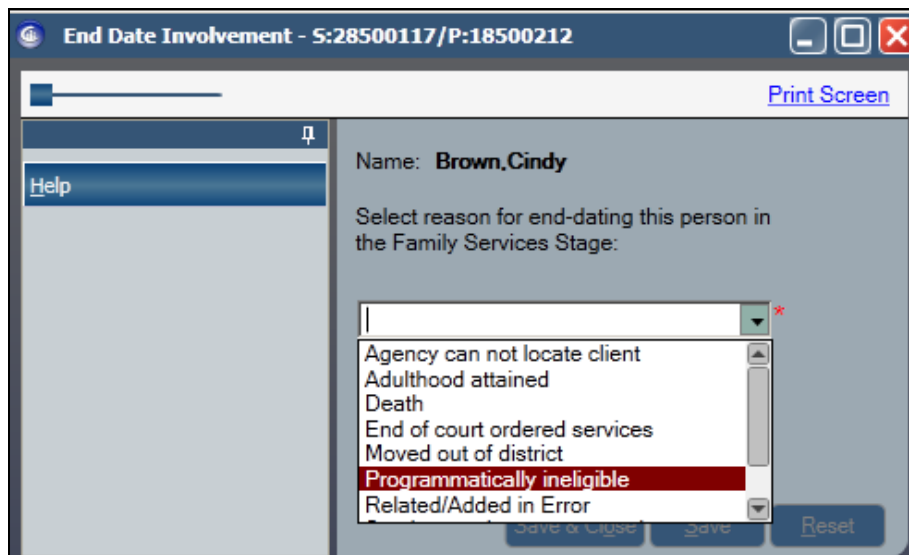 End Date Involvement - S:28500117/P:18500212
Print Screen
Help
Name: Brown,Cindy
Select reason for end-dating this person in
the Family Services Stage:
*
Agency can not locate client
Adulthood attained
Death
End of court ordered services
Moved out of district
Programmatically ineligible
Related/Added in Error
Save & Close Save Reset